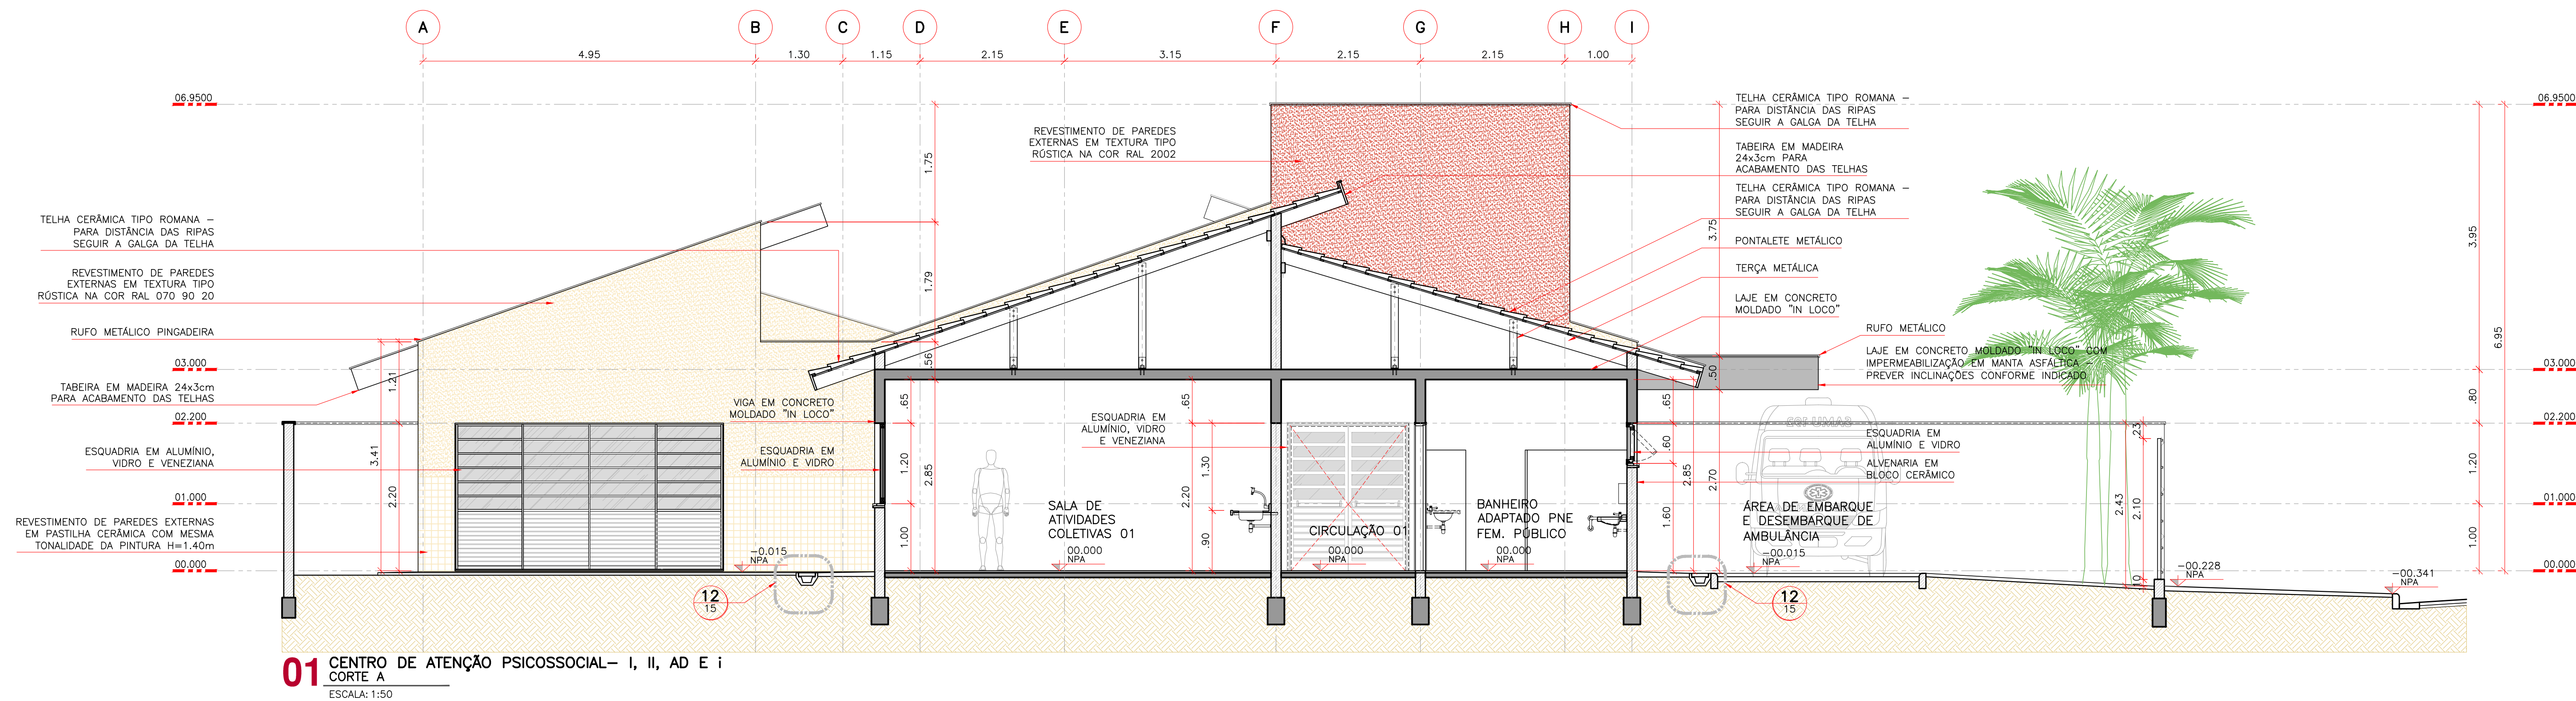 A B C D E F G H I
4.95 1.30 1.15 2.15 3.15 2.15 2.15 1.00
06.9500
06.9500
TELHA CERÂMICA TIPO ROMANA –
PARA DISTÂNCIA DAS RIPAS
SEGUIR A GALGA DA TELHA
REVESTIMENTO DE PAREDES
EXTERNAS EM TEXTURA TIPO
RÚSTICA NA COR RAL 2002
TABEIRA EM MADEIRA
24x3cm PARA
ACABAMENTO DAS TELHAS
TELHA CERÂMICA TIPO ROMANA –
PARA DISTÂNCIA DAS RIPAS
SEGUIR A GALGA DA TELHA
PONTALETE METÁLICO
TERÇA METÁLICA
LAJE EM CONCRETO
MOLDADO "IN LOCO"
RUFO METÁLICO
LAJE EM CONCRETO MOLDADO "IN LOCO" COM
IMPERMEABILIZAÇÃO EM MANTA ASFÁLTICA –
PREVER INCLINAÇÕES CONFORME INDICADO
TELHA CERÂMICA TIPO ROMANA –
PARA DISTÂNCIA DAS RIPAS
SEGUIR A GALGA DA TELHA
REVESTIMENTO DE PAREDES
EXTERNAS EM TEXTURA TIPO
RÚSTICA NA COR RAL 070 90 20
RUFO METÁLICO PINGADEIRA
03.000
TABEIRA EM MADEIRA 24x3cm
PARA ACABAMENTO DAS TELHAS
02.200
ESQUADRIA EM ALUMÍNIO,
VIDRO E VENEZIANA
01.000
REVESTIMENTO DE PAREDES EXTERNAS
EM PASTILHA CERÂMICA COM MESMA
TONALIDADE DA PINTURA H=1.40m
00.000
3.41
1.21
2.20
VIGA EM CONCRETO
MOLDADO "IN LOCO"
ESQUADRIA EM
ALUMÍNIO E VIDRO
–0.015
NPA
12
15
1.75
1.79
.56
2.85
.65
1.20
1.00
SALA DE
ATIVIDADES
COLETIVAS 01
00.000
NPA
ESQUADRIA EM
ALUMÍNIO, VIDRO
E VENEZIANA
.65
2.20
1.30
.90
CIRCULAÇÃO 01
00.000
NPA
BANHEIRO
ADAPTADO PNE
FEM. PÚBLICO
00.000
NPA
.65
.60
1.60
2.85
3.75
.50
2.70
ESQUADRIA EM
ALUMÍNIO E VIDRO
ALVENARIA EM
BLOCO CERÂMICO
ÁREA DE EMBARQUE
E DESEMBARQUE DE
AMBULÂNCIA
–00.015
NPA
12
15
2.43
.23
2.10
.10
–00.228
NPA
–00.341
NPA
3.95
6.95
.80
1.20
1.00
03.000
02.200
01.000
00.000
01 CENTRO DE ATENÇÃO PSICOSSOCIAL– I, II, AD E i
CORTE A
ESCALA: 1:50